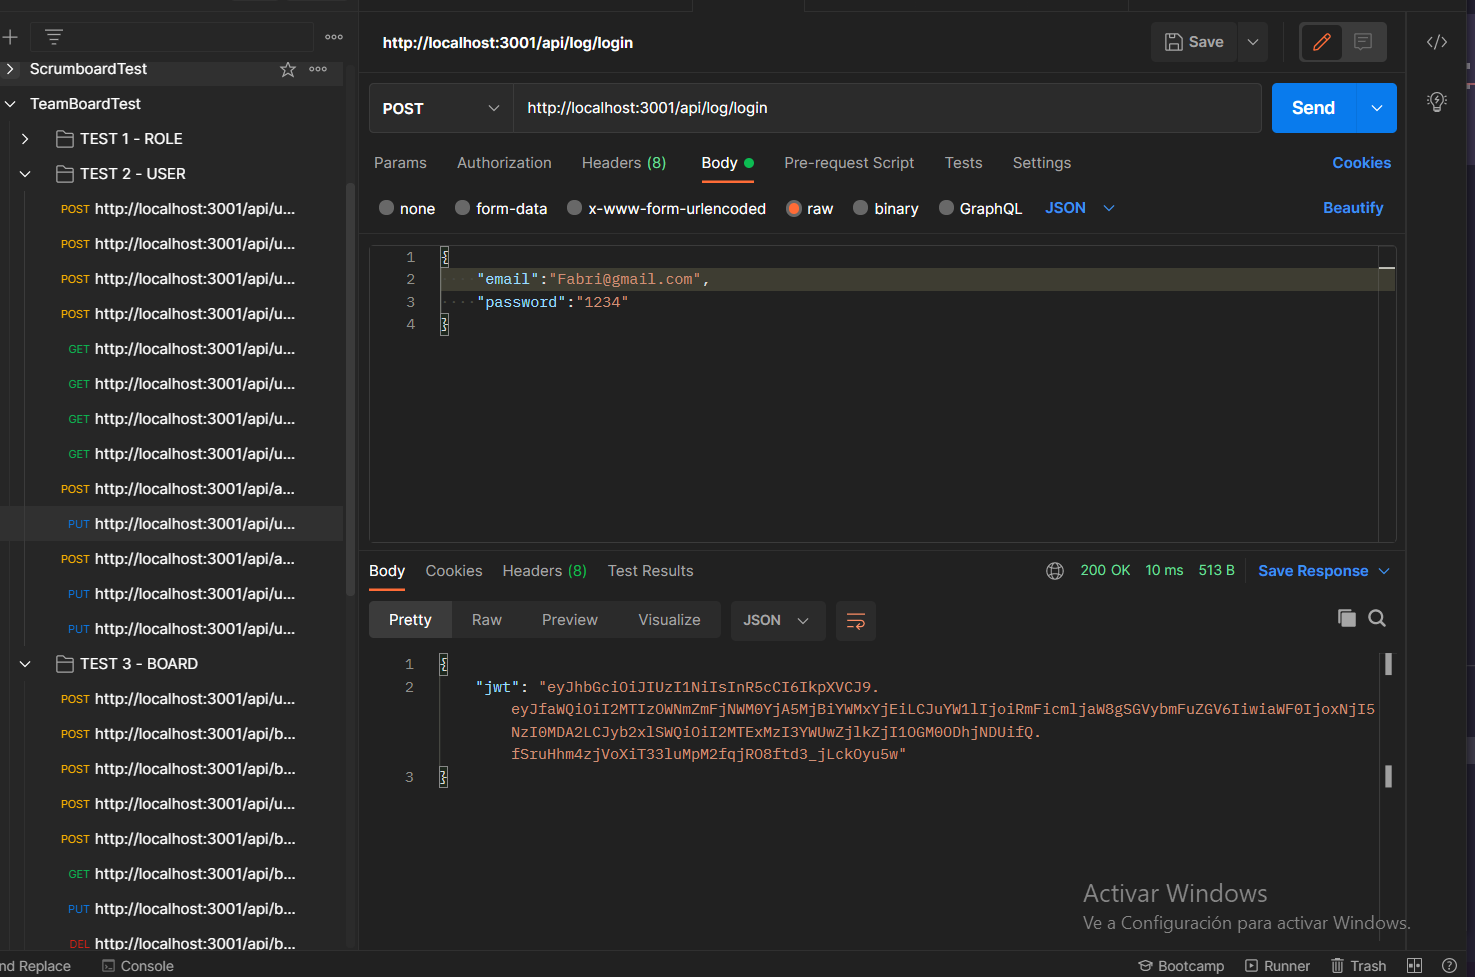 http://localhost:3001/api/log/login
Save
ScrumboardTest
TeamBoardTest
TEST 1 - ROLE
TEST 2 - USER
POST http://localhost:3001/api/u...
POST http://localhost:3001/api/u...
POST http://localhost:3001/api/u...
POST http://localhost:3001/api/u...
GET http://localhost:3001/api/u...
GET http://localhost:3001/api/u...
GET http://localhost:3001/api/u...
GET http://localhost:3001/api/u...
POST http://localhost:3001/api/a...
PUT http://localhost:3001/api/u...
POST http://localhost:3001/api/a...
PUT http://localhost:3001/api/u...
PUT http://localhost:3001/api/u...
TEST 3 - BOARD
POST http://localhost:3001/api/u...
POST http://localhost:3001/api/b...
POST http://localhost:3001/api/b...
POST http://localhost:3001/api/u...
POST http://localhost:3001/api/b...
GET http://localhost:3001/api/b...
PUT http://localhost:3001/api/b...
DEL http://localhost:3001/api/b...
POST http://localhost:3001/api/log/login Send
Params Authorization Headers (8) Body Pre-request Script Tests Settings Cookies
none form-data x-www-form-urlencoded raw binary GraphQL JSON Beautify
1 {
2 "email":"Fabri@gmail.com",
3 "password":"1234"
4 }
Body Cookies Headers (8) Test Results 200 OK 10 ms 513 B Save Response
Pretty Raw Preview Visualize JSON
1 {
2 "jwt": "eyJhbGciOiJIUzI1NiIsInR5cCI6IkpXVCJ9.
eyJfaWQiOiI2MTIzOWNmZmFjNWM0YjA5MjBiYWMxYjEiLCJuYW1lIjoiRmFicmljaW8gSGVybmFuZGV6IiwiaWF0IjoxNjI5
NzI0MDA2LCJyb2xlSWQiOiI2MTExMzI3YWUwZjlkZjI1OGM0ODhjNDUifQ.
fSruHhm4zjVoXiT33luMpM2fqjRO8ftd3_jLckOyu5w"
3 }
Activar Windows
Ve a Configuración para activar Windows.
nd Replace Console Bootcamp Runner Trash